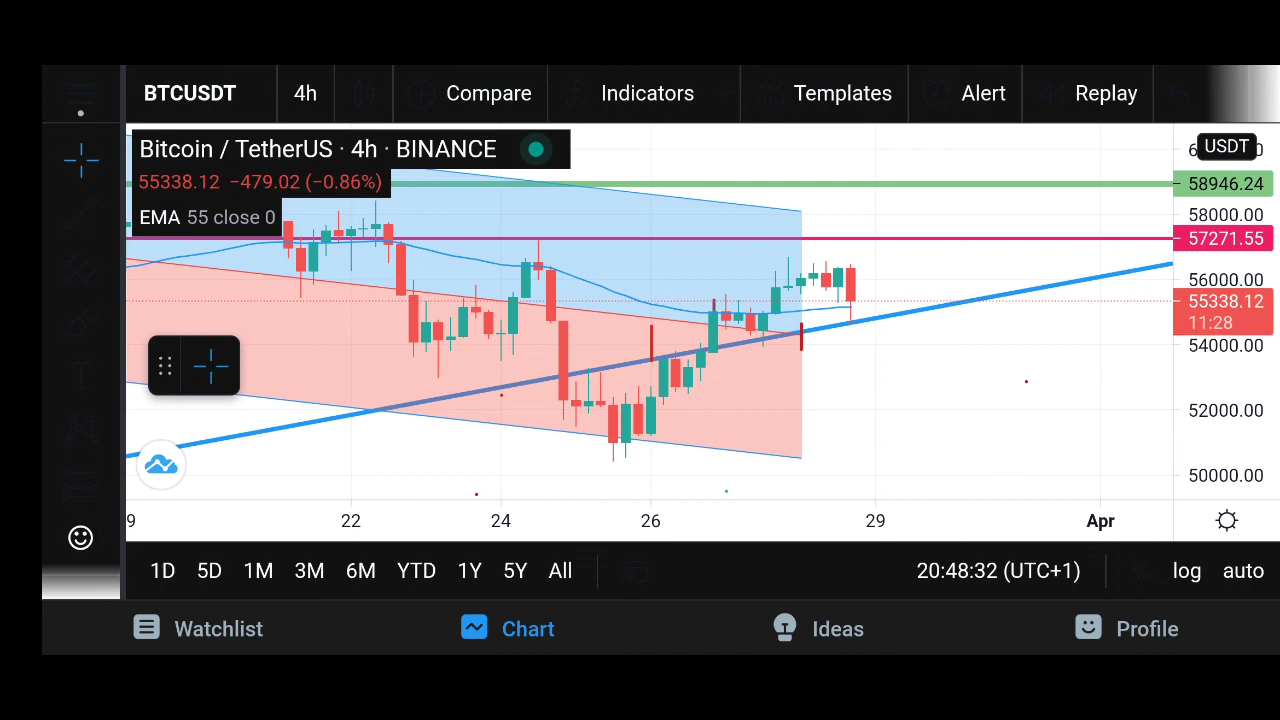 BTCUSDT 4h Compare Indicators Templates Alert Replay
Bitcoin / TetherUS · 4h · BINANCE
USDT
55338.12 −479.02 (−0.86%)
58946.24
EMA 55 close 0
58000.00
57271.55
56000.00
55338.12
11:28
54000.00
52000.00
50000.00
9 22 24 26 29 Apr
1D 5D 1M 3M 6M YTD 1Y 5Y All 20:48:32 (UTC+1) % log auto
Watchlist Chart Ideas Profile